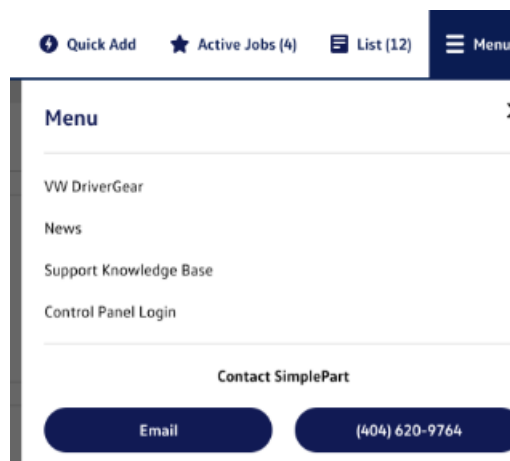 Quick Add Active Jobs (4) List (12) Menu
Menu
VW DriverGear
News
Support Knowledge Base
Control Panel Login
Contact SimplePart
Email (404) 620-9764